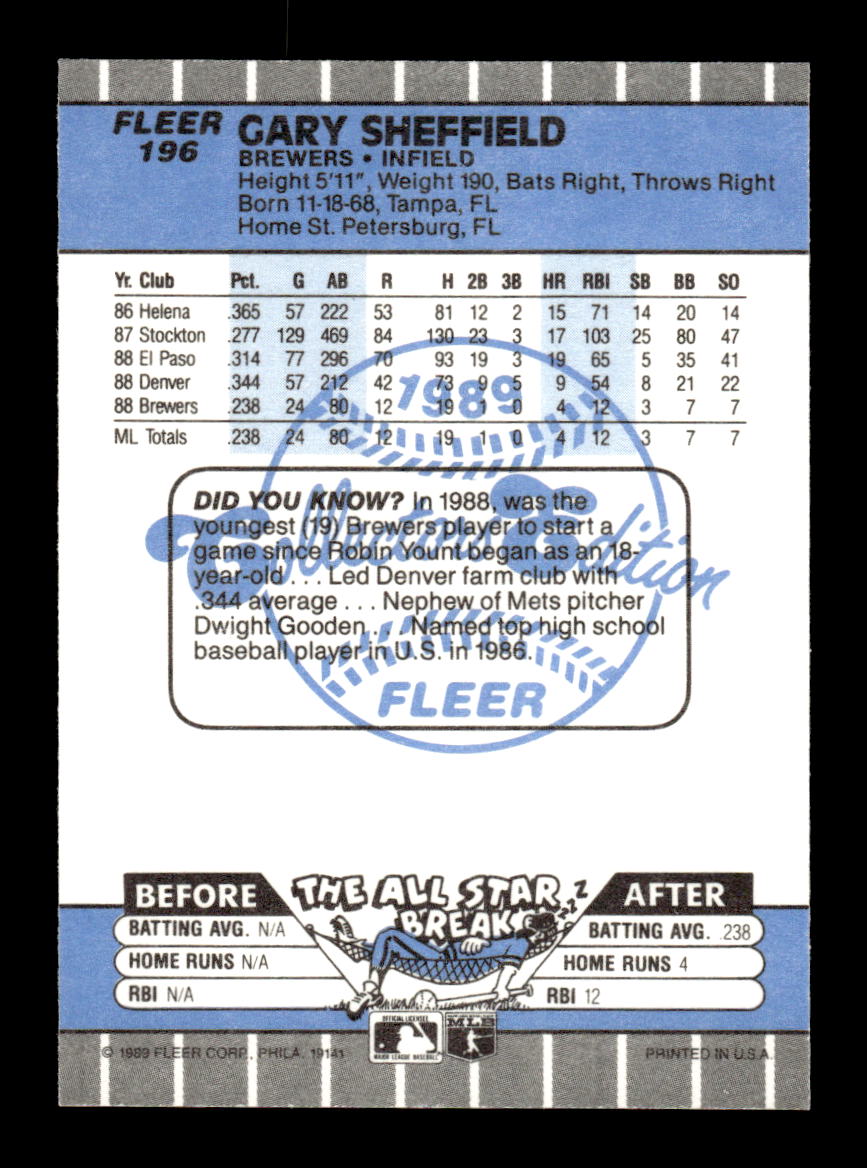 FLEER
196
GARY SHEFFIELD
BREWERS • INFIELD
Height 5'11", Weight 190, Bats Right, Throws Right
Born 11-18-68, Tampa, FL
Home St. Petersburg, FL
Yr. Club Pct. G AB R H 2B 3B HR RBI SB BB SO
86 Helena .365 57 222 53 81 12 2 15 71 14 20 14
87 Stockton .277 129 469 84 130 23 3 17 103 25 80 47
88 El Paso .314 77 296 70 93 19 3 19 65 5 35 41
88 Denver .344 57 212 42 73 9 5 9 54 8 21 22
88 Brewers .238 24 80 12 19 1 0 4 12 3 7 7
ML Totals .238 24 80 12 19 1 0 4 12 3 7 7
1989
Collectors Edition
FLEER
DID YOU KNOW? In 1988, was the
youngest (19) Brewers player to start a
game since Robin Yount began as an 18-
year-old . . . Led Denver farm club with
.344 average . . . Nephew of Mets pitcher
Dwight Gooden . . . Named top high school
baseball player in U.S. in 1986.
BEFORE THE ALL STAR BREAK AFTER
ZZZ
BATTING AVG. N/A BATTING AVG. .238
HOME RUNS N/A HOME RUNS 4
RBI N/A RBI 12
OFFICIAL LICENSEE
MAJOR LEAGUE BASEBALL
MLB
© 1989 FLEER CORP., PHILA. 19141 PRINTED IN U.S.A.